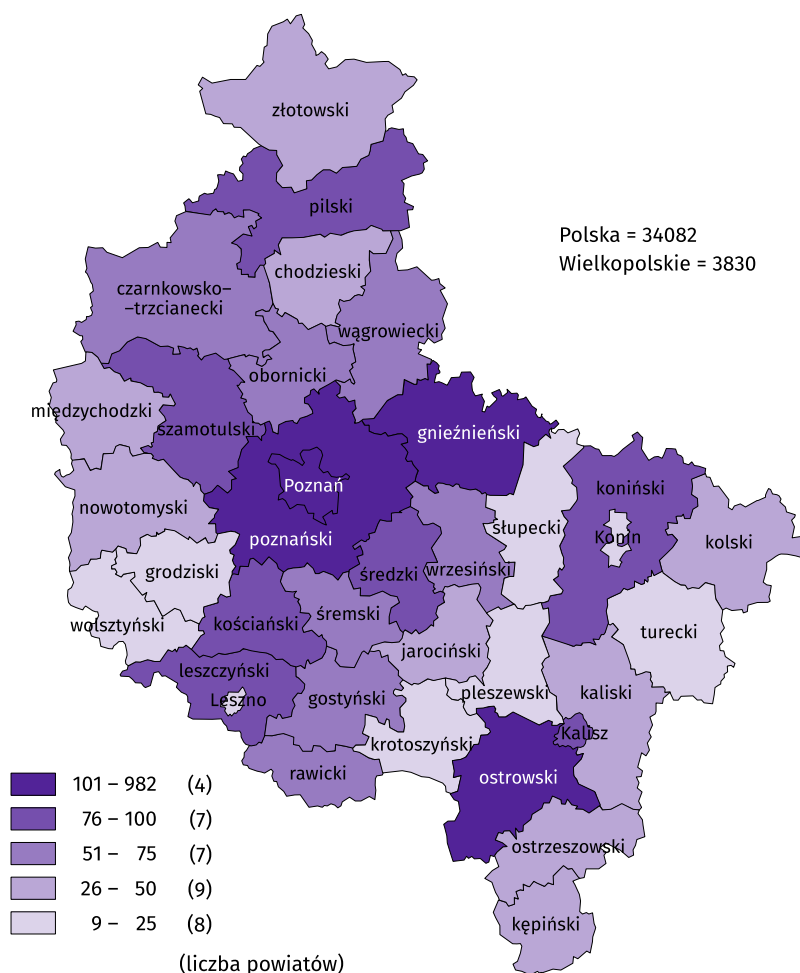 złotowski
pilski
Polska = 34082
Wielkopolskie = 3830
chodzieski
czarnkowsko–
–trzcianecki
wągrowiecki
obornicki
międzychodzki
szamotulski
gnieźnieński
Poznań
koniński
nowotomyski
słupecki
Konin
poznański
kolski
grodziski
średzki
wrzesiński
wolsztyński
kościański
śremski
turecki
jarociński
leszczyński
Leszno
gostyński
pleszewski
kaliski
krotoszyński
Kalisz
rawicki
ostrowski
101 – 982 (4)
76 – 100 (7)
51 – 75 (7)
ostrzeszowski
26 – 50 (9)
9 – 25 (8)
kępiński
(liczba powiatów)